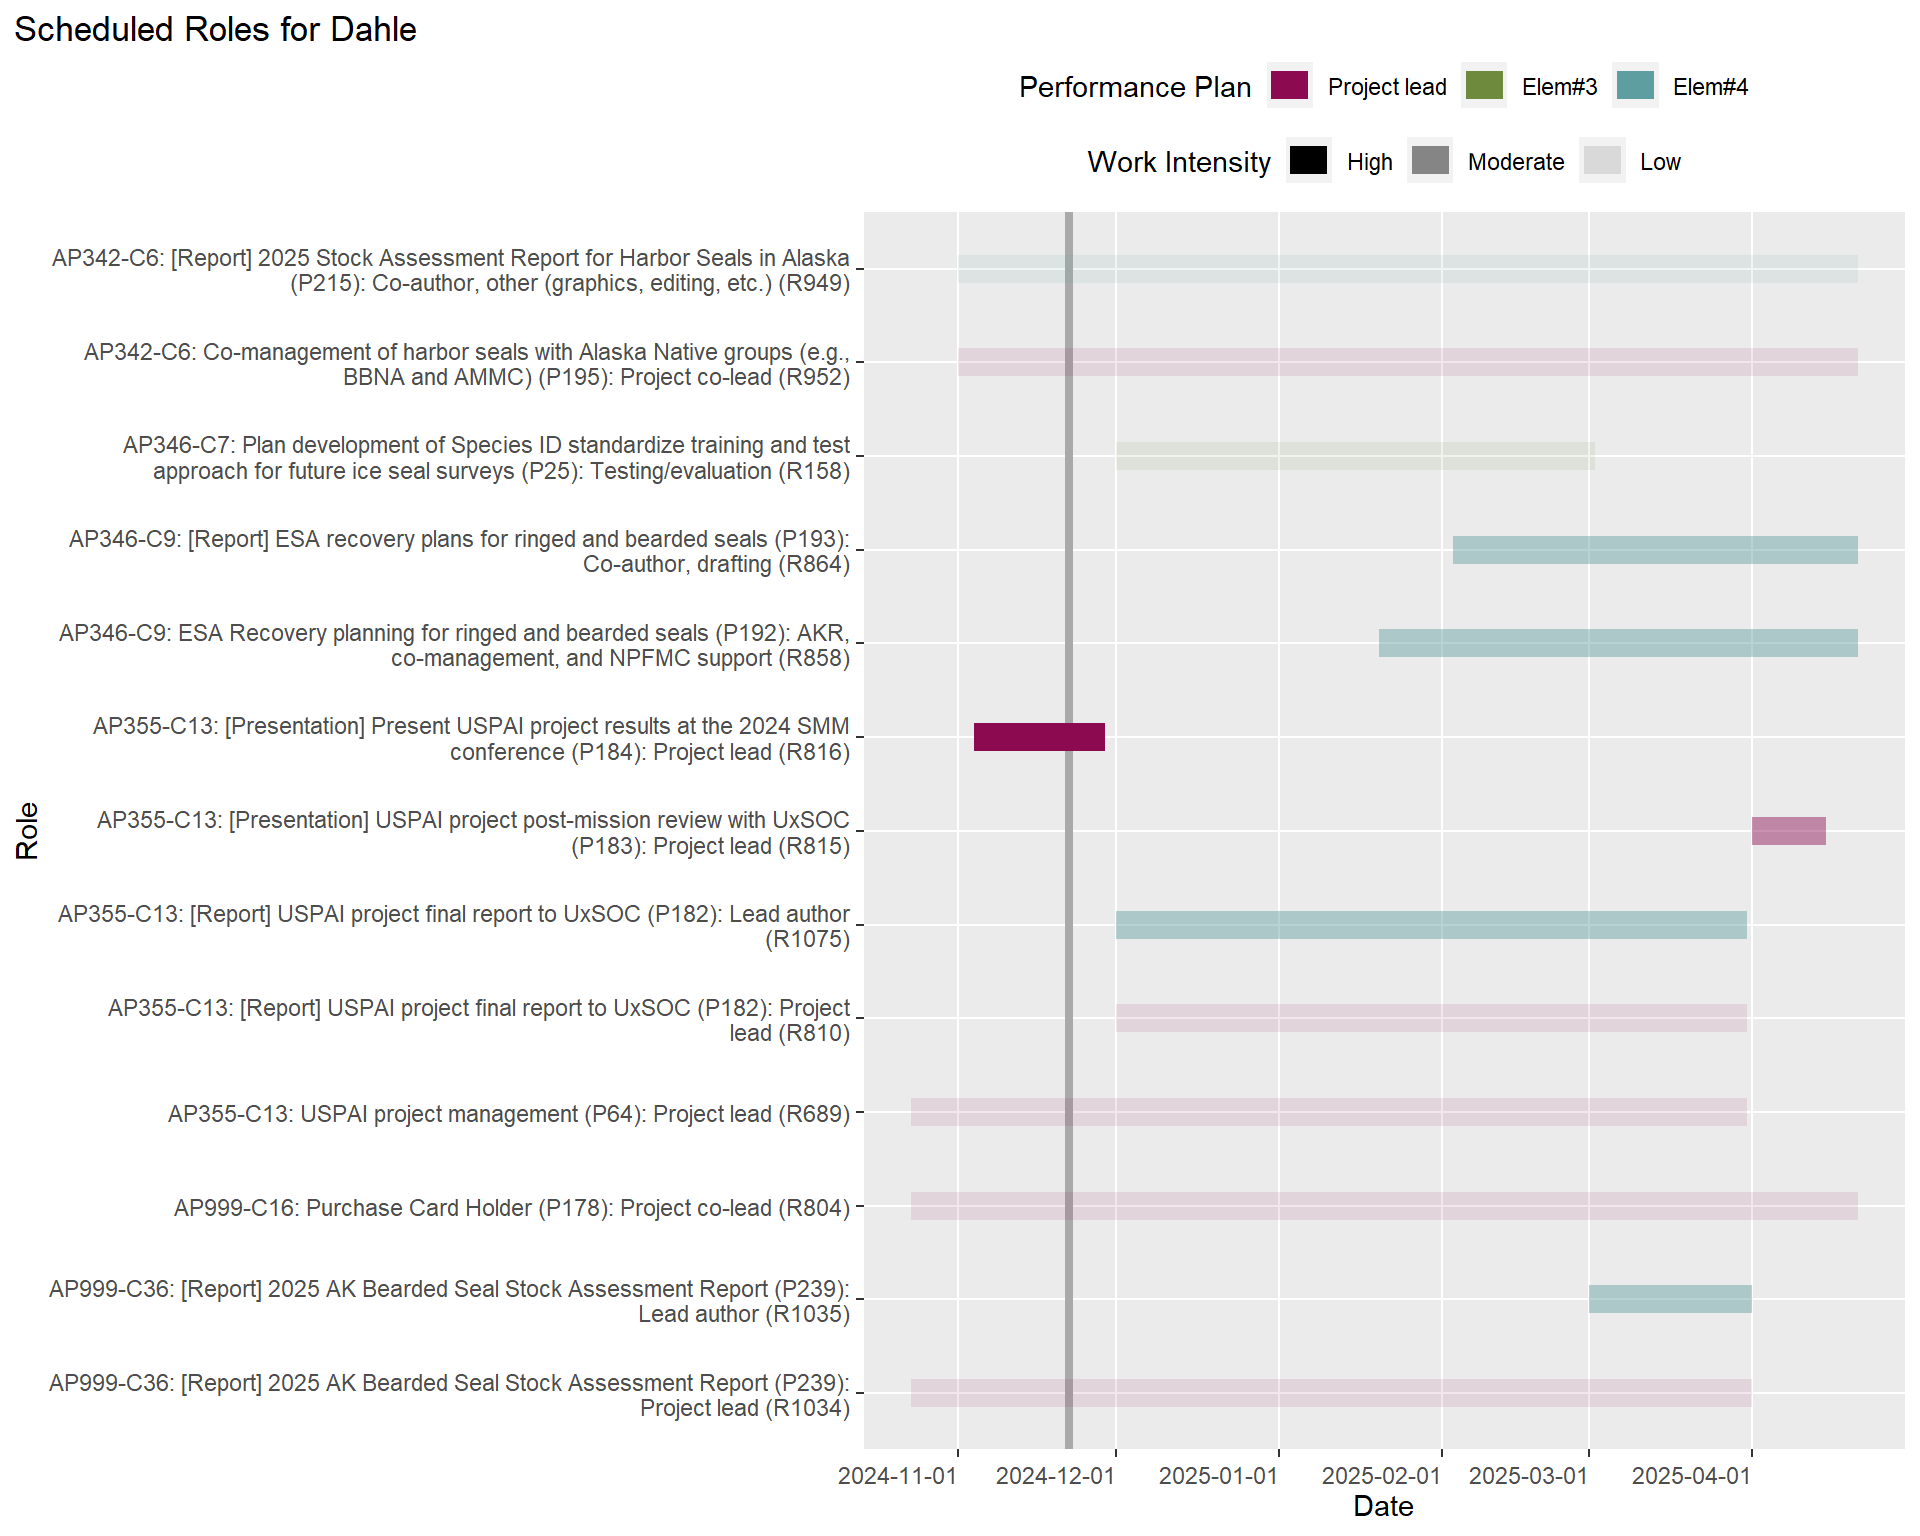 Scheduled Roles for Dahle
Performance Plan Project lead Elem#3 Elem#4
Work Intensity High Moderate Low
AP342-C6: [Report] 2025 Stock Assessment Report for Harbor Seals in Alaska
(P215): Co-author, other (graphics, editing, etc.) (R949)
AP342-C6: Co-management of harbor seals with Alaska Native groups (e.g.,
BBNA and AMMC) (P195): Project co-lead (R952)
AP346-C7: Plan development of Species ID standardize training and test
approach for future ice seal surveys (P25): Testing/evaluation (R158)
AP346-C9: [Report] ESA recovery plans for ringed and bearded seals (P193):
Co-author, drafting (R864)
AP346-C9: ESA Recovery planning for ringed and bearded seals (P192): AKR,
co-management, and NPFMC support (R858)
AP355-C13: [Presentation] Present USPAI project results at the 2024 SMM
conference (P184): Project lead (R816)
AP355-C13: [Presentation] USPAI project post-mission review with UxSOC
(P183): Project lead (R815)
AP355-C13: [Report] USPAI project final report to UxSOC (P182): Lead author
(R1075)
AP355-C13: [Report] USPAI project final report to UxSOC (P182): Project
lead (R810)
AP355-C13: USPAI project management (P64): Project lead (R689)
AP999-C16: Purchase Card Holder (P178): Project co-lead (R804)
AP999-C36: [Report] 2025 AK Bearded Seal Stock Assessment Report (P239):
Lead author (R1035)
AP999-C36: [Report] 2025 AK Bearded Seal Stock Assessment Report (P239):
Project lead (R1034)
Role
2024-11-01 2024-12-01 2025-01-01 2025-02-01 2025-03-01 2025-04-01
Date